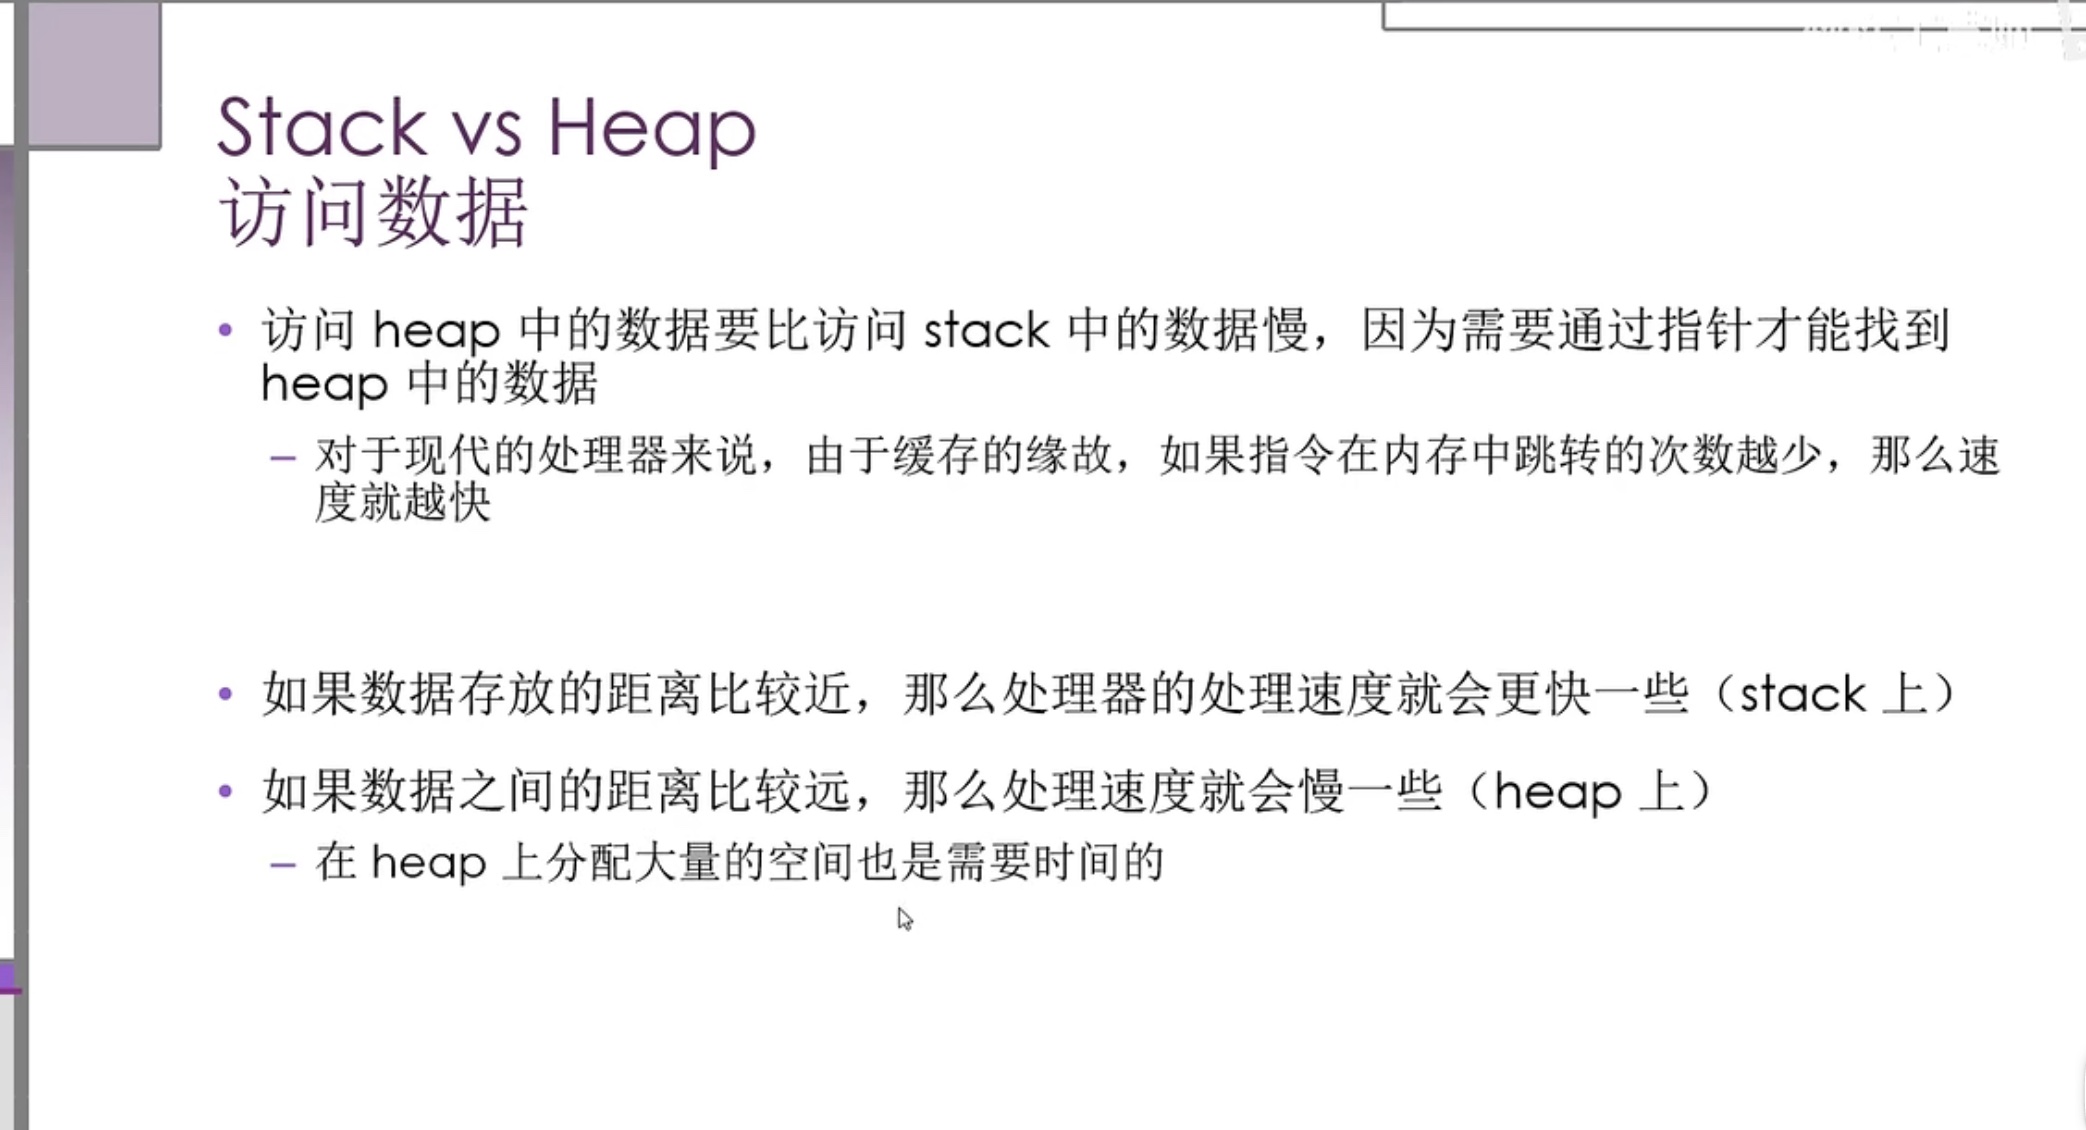 Stack vs Heap
访问数据
• 访问 heap 中的数据要比访问 stack 中的数据慢，因为需要通过指针才能找到
heap 中的数据
– 对于现代的处理器来说，由于缓存的缘故，如果指令在内存中跳转的次数越少，那么速
度就越快
• 如果数据存放的距离比较近，那么处理器的处理速度就会更快一些（stack 上）
• 如果数据之间的距离比较远，那么处理速度就会慢一些（heap 上）
– 在 heap 上分配大量的空间也是需要时间的